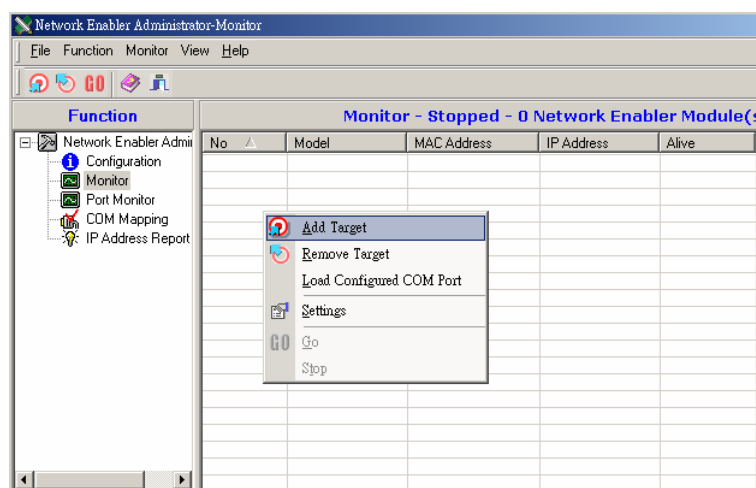 Network Enabler Administrator-Monitor
File Function Monitor View Help
GO
Function
Monitor - Stopped - 0 Network Enabler Module(s
Network Enabler Admi
Configuration
Monitor
Port Monitor
COM Mapping
IP Address Report
No Model MAC Address IP Address Alive
Add Target
Remove Target
Load Configured COM Port
Settings
GO Go
Stop